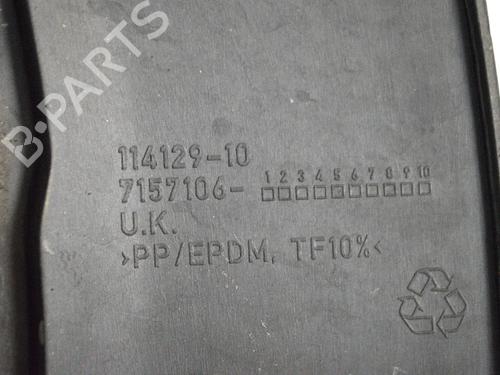 B-PARTS
114129-10
7157106- 1 2 3 4 5 6 7 8 9 10
U.K.
>PP/EPDM, TF10%<